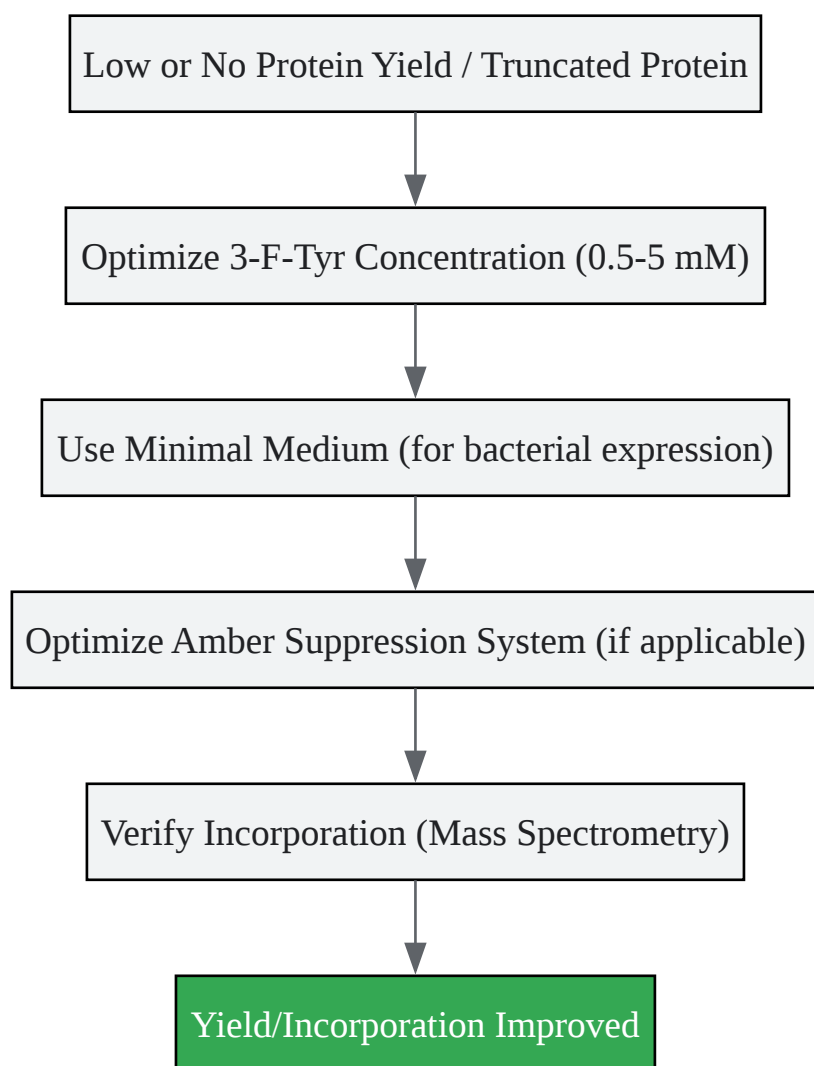 Low or No Protein Yield / Truncated Protein
Optimize 3-F-Tyr Concentration (0.5-5 mM)
Use Minimal Medium (for bacterial expression)
Optimize Amber Suppression System (if applicable)
Verify Incorporation (Mass Spectrometry)
Yield/Incorporation Improved